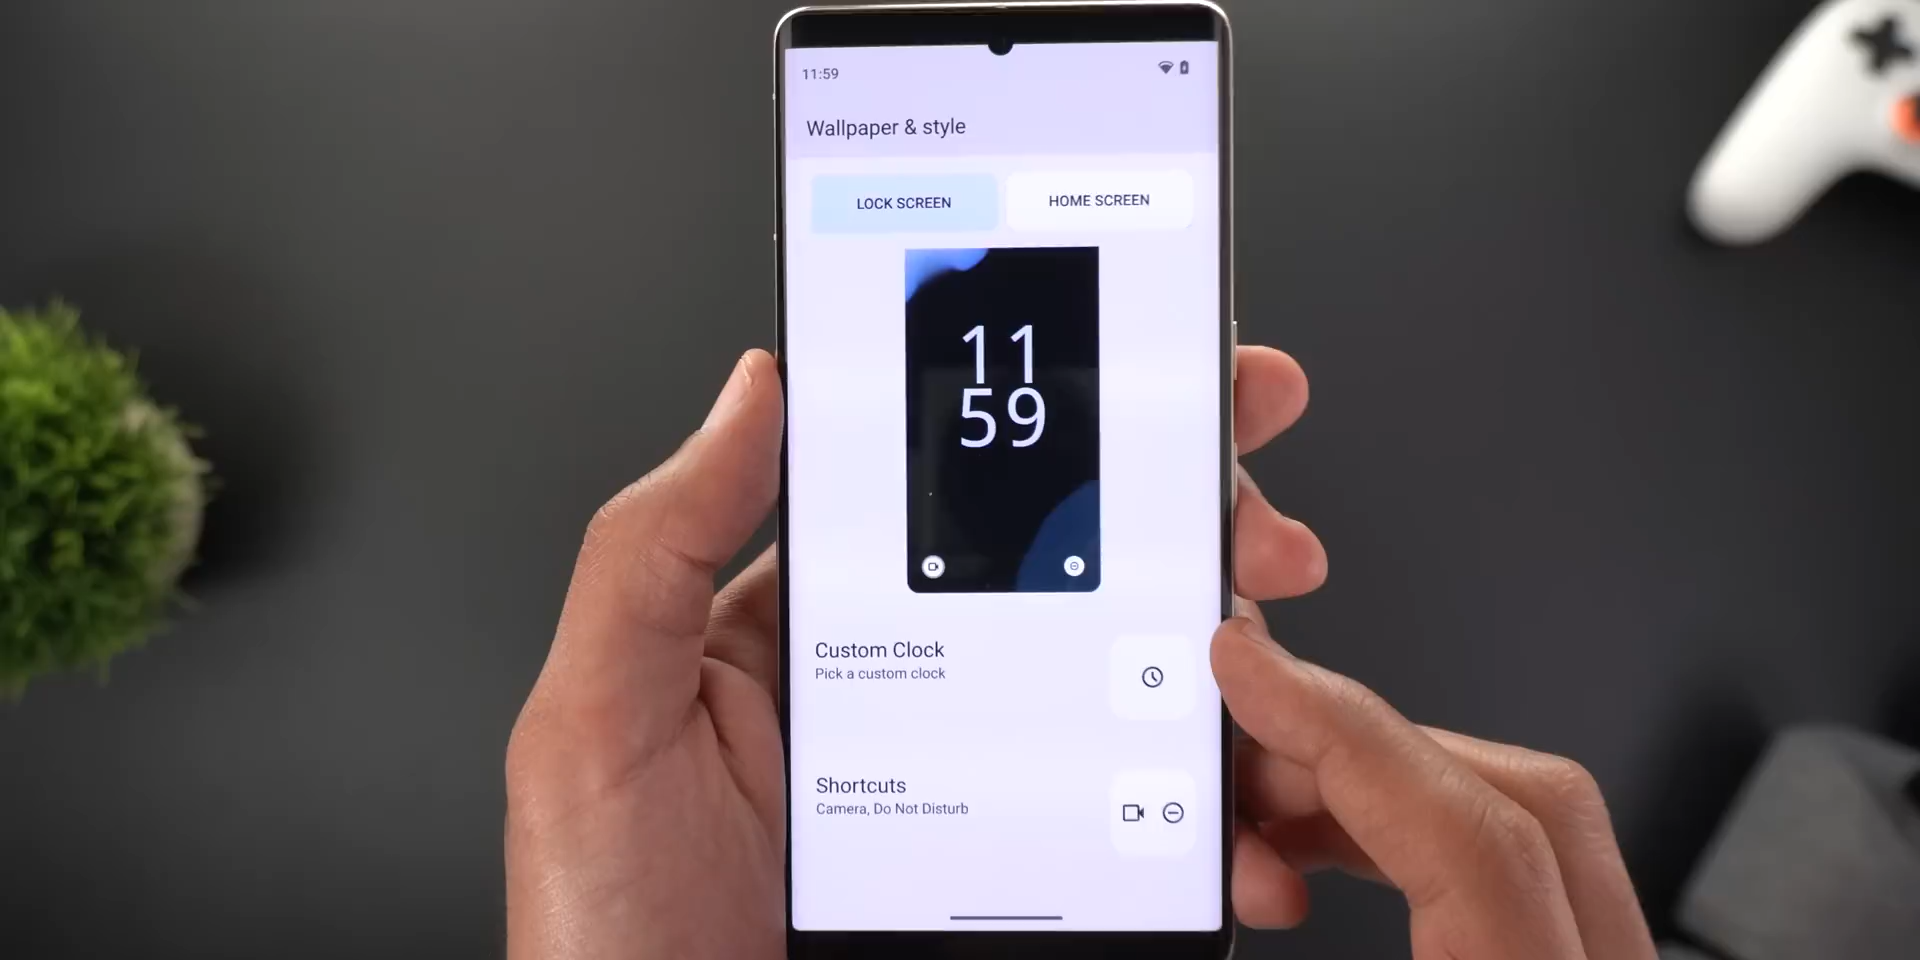 11:59
Wallpaper & style
LOCK SCREEN
HOME SCREEN
11
59
Custom Clock
Pick a custom clock
Shortcuts
Camera, Do Not Disturb